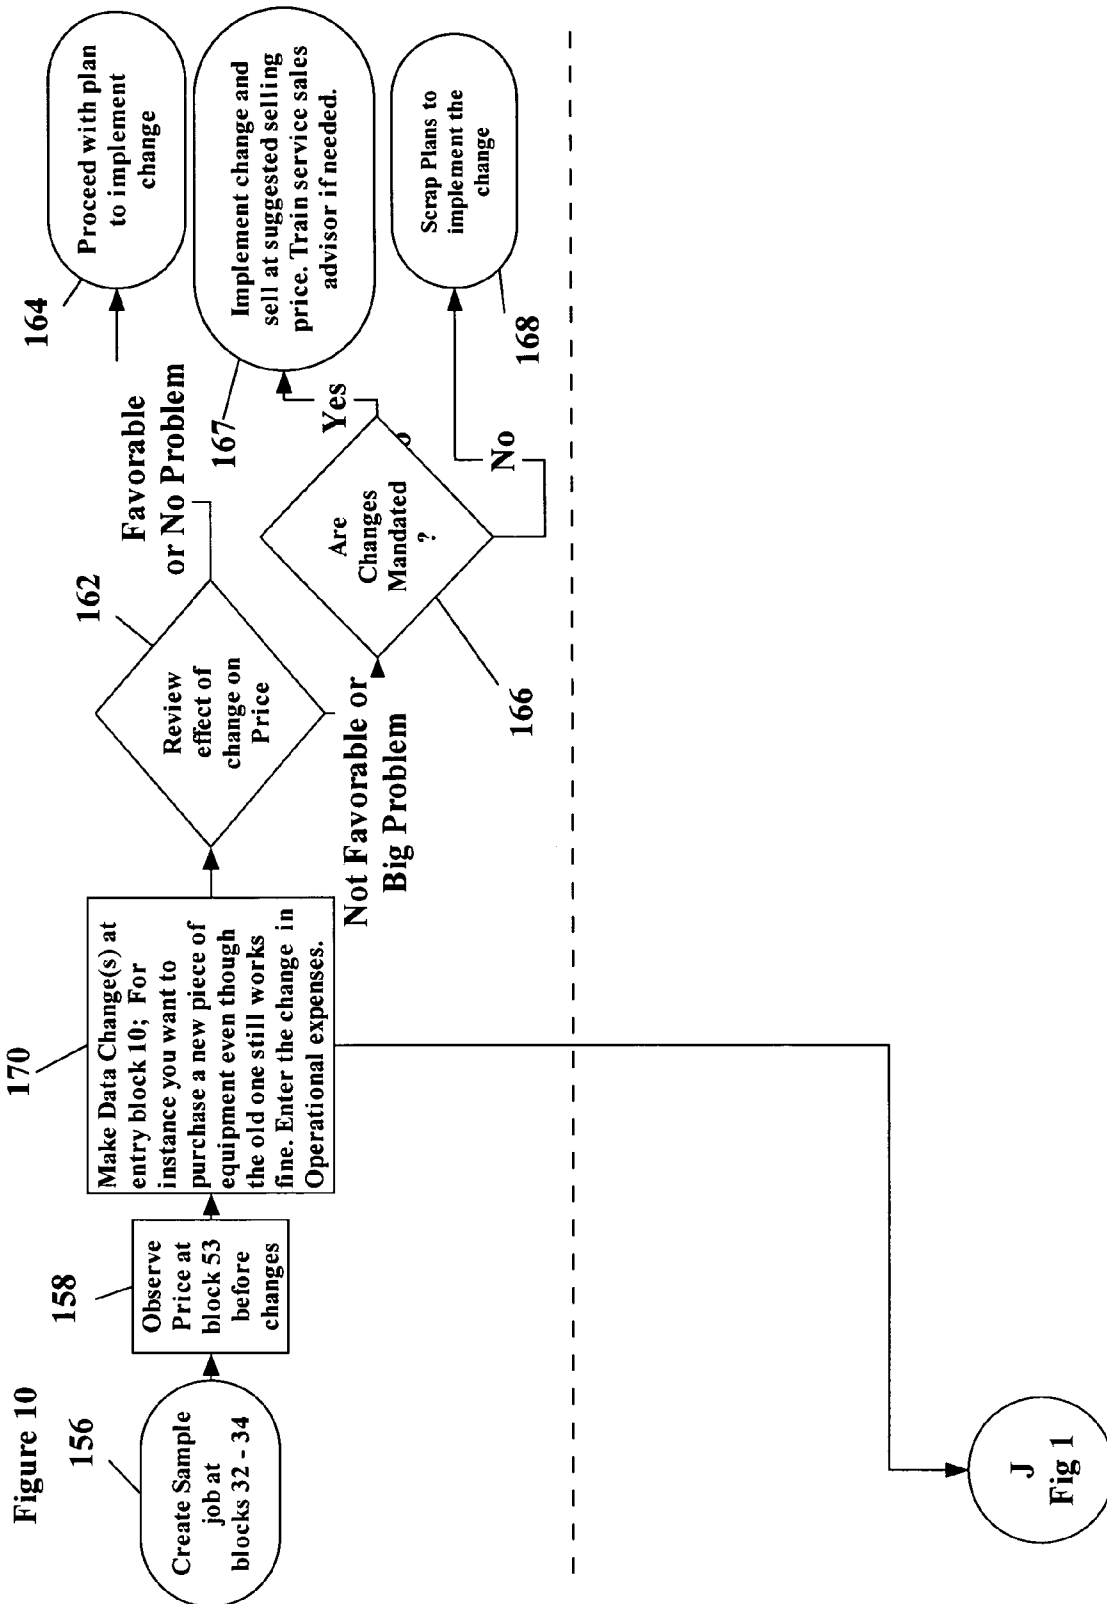 Figure 10
156
Create Sample
job at
blocks 32 - 34
158
Observe
Price at
block 53
before
changes
170
Make Data Change(s) at
entry block 10; For
instance you want to
purchase a new piece of
equipment even though
the old one still works
fine. Enter the change in
Operational expenses.
162
Review
effect of
change on
Price
Favorable
or No Problem
164
Proceed with plan
to implement
change
Not Favorable or
Big Problem
166
Are
Changes
Mandated
?
Yes
167
Implement change and
sell at suggested selling
price. Train service sales
advisor if needed.
No
168
Scrap Plans to
implement the
change
J
Fig 1